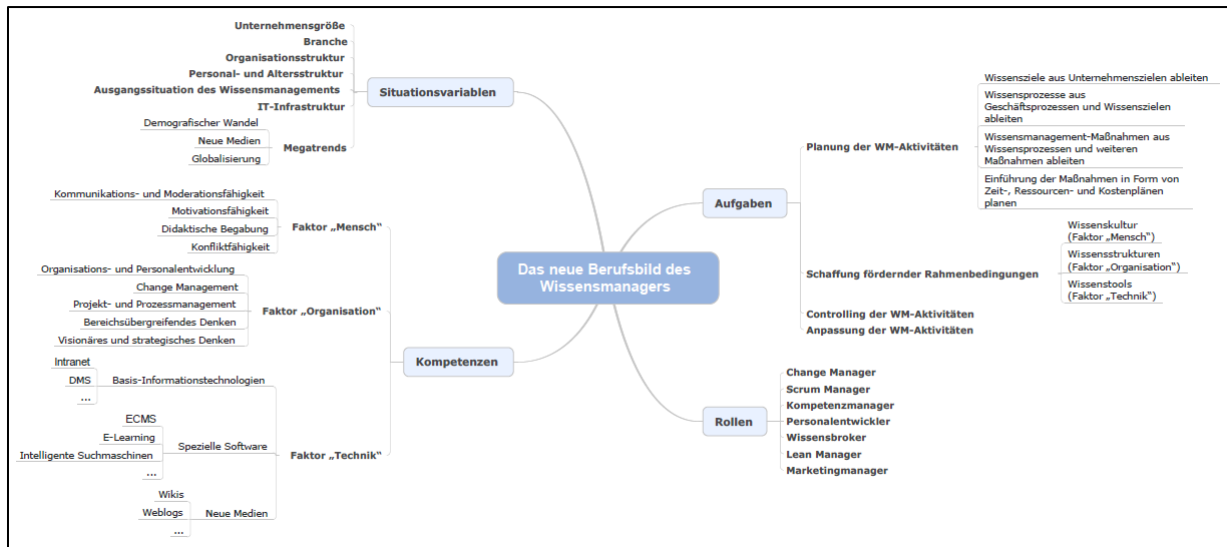 Das neue Berufsbild des
Wissensmanagers
Situationsvariablen
Unternehmensgröße
Branche
Organisationsstruktur
Personal- und Altersstruktur
Ausgangssituation des Wissensmanagements
IT-Infrastruktur
Megatrends
Demografischer Wandel
Neue Medien
Globalisierung
Kompetenzen
Faktor „Mensch“
Kommunikations- und Moderationsfähigkeit
Motivationsfähigkeit
Didaktische Begabung
Konfliktfähigkeit
Faktor „Organisation“
Organisations- und Personalentwicklung
Change Management
Projekt- und Prozessmanagement
Bereichsübergreifendes Denken
Visionäres und strategisches Denken
Faktor „Technik“
Basis-Informationstechnologien
Intranet
DMS
...
Spezielle Software
ECMS
E-Learning
Intelligente Suchmaschinen
...
Neue Medien
Wikis
Weblogs
...
Aufgaben
Planung der WM-Aktivitäten
Wissensziele aus Unternehmenszielen ableiten
Wissensprozesse aus
Geschäftsprozessen und Wissenszielen
ableiten
Wissensmanagement-Maßnahmen aus
Wissensprozessen und weiteren
Maßnahmen ableiten
Einführung der Maßnahmen in Form von
Zeit-, Ressourcen- und Kostenplänen
planen
Schaffung fördernder Rahmenbedingungen
Wissenskultur
(Faktor „Mensch“)
Wissensstrukturen
(Faktor „Organisation“)
Wissenstools
(Faktor „Technik“)
Controlling der WM-Aktivitäten
Anpassung der WM-Aktivitäten
Rollen
Change Manager
Scrum Manager
Kompetenzmanager
Personalentwickler
Wissensbroker
Lean Manager
Marketingmanager